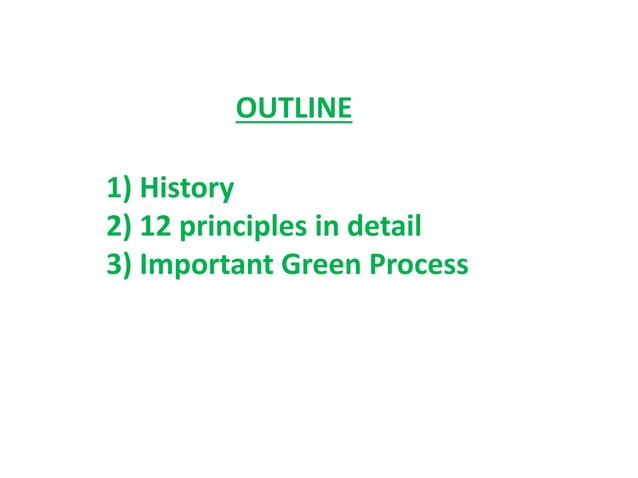 OUTLINE
1) History
2) 12 principles in detail
3) Important Green Process